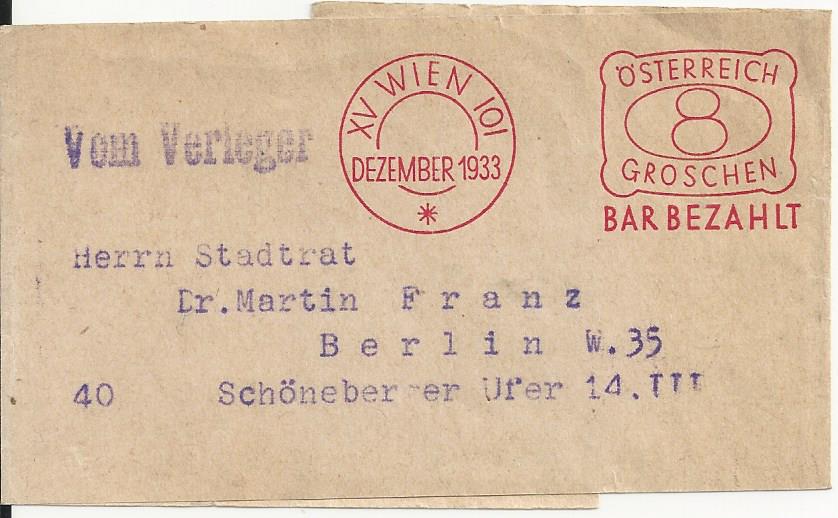 Vom Verleger
XV WIEN 101
DEZEMBER 1933
*
ÖSTERREICH
8
GROSCHEN
BAR BEZAHLT
Herrn Stadtrat
Dr.Martin Franz
Berlin W.35
40 Schöneberger Ufer 14.III